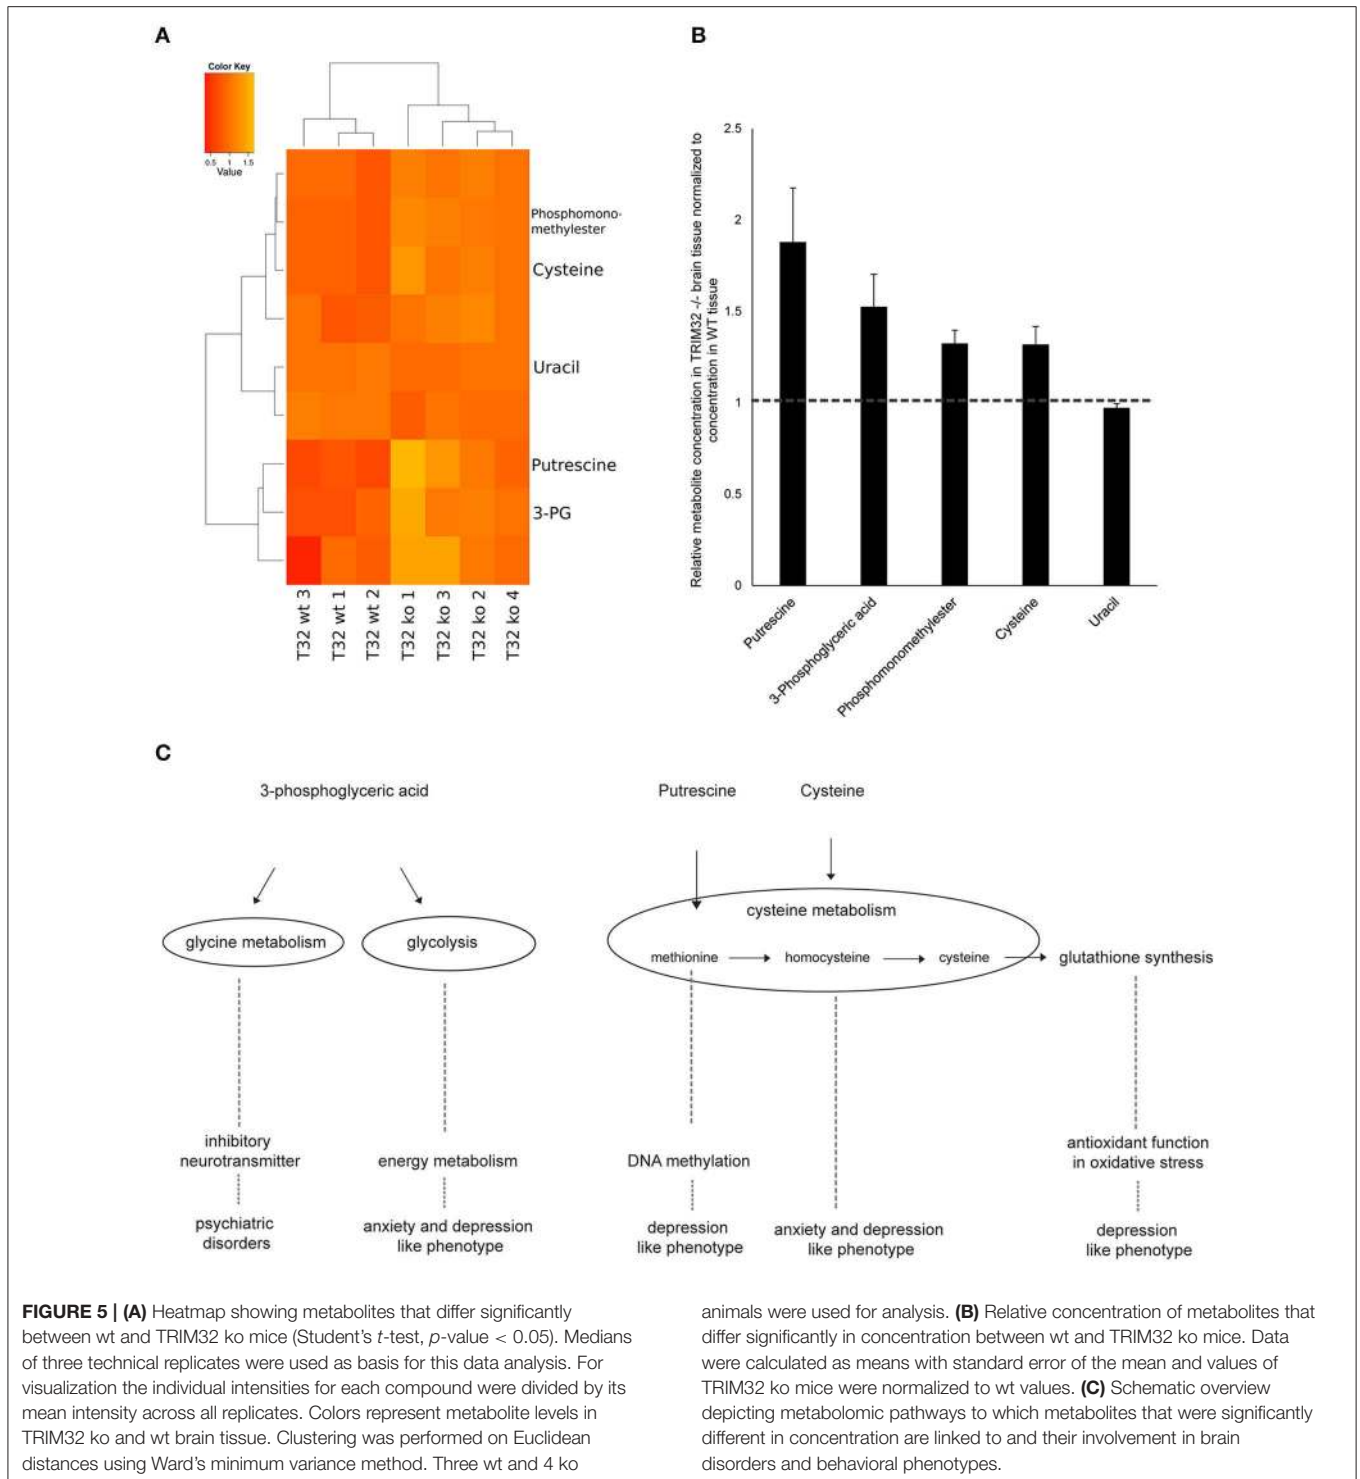 A
Color Key
0.5 1 1.5
Value
Phosphomono-
methylester
Cysteine
Uracil
Putrescine
3-PG
T32 wt 3
T32 wt 1
T32 wt 2
T32 ko 1
T32 ko 3
T32 ko 2
T32 ko 4
B
Relative metabolite concentration in TRIM32 -/- brain tissue normalized to
concentration in WT tissue
2.5
2
1.5
1
0.5
0
Putrescine
3-Phosphoglyceric acid
Phosphomonomethylester
Cysteine
Uracil
C
3-phosphoglyceric acid
Putrescine
Cysteine
glycine metabolism
glycolysis
cysteine metabolism
methionine
homocysteine
cysteine
glutathione synthesis
inhibitory
neurotransmitter
energy metabolism
DNA methylation
antioxidant function
in oxidative stress
psychiatric
disorders
anxiety and depression
like phenotype
depression
like phenotype
anxiety and depression
like phenotype
depression
like phenotype
FIGURE 5 | (A) Heatmap showing metabolites that differ significantly
between wt and TRIM32 ko mice (Student's t-test, p-value < 0.05). Medians
of three technical replicates were used as basis for this data analysis. For
visualization the individual intensities for each compound were divided by its
mean intensity across all replicates. Colors represent metabolite levels in
TRIM32 ko and wt brain tissue. Clustering was performed on Euclidean
distances using Ward's minimum variance method. Three wt and 4 ko
animals were used for analysis. (B) Relative concentration of metabolites that
differ significantly in concentration between wt and TRIM32 ko mice. Data
were calculated as means with standard error of the mean and values of
TRIM32 ko mice were normalized to wt values. (C) Schematic overview
depicting metabolomic pathways to which metabolites that were significantly
different in concentration are linked to and their involvement in brain
disorders and behavioral phenotypes.